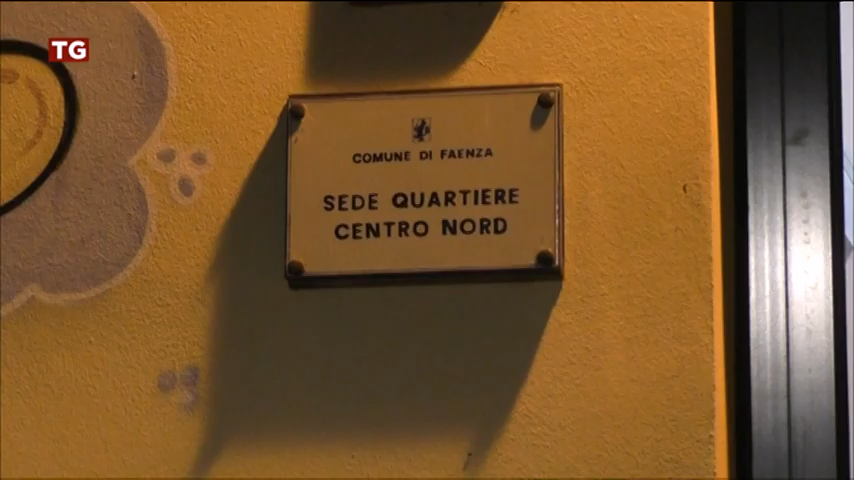 TG
COMUNE DI FAENZA
SEDE QUARTIERE
CENTRO NORD